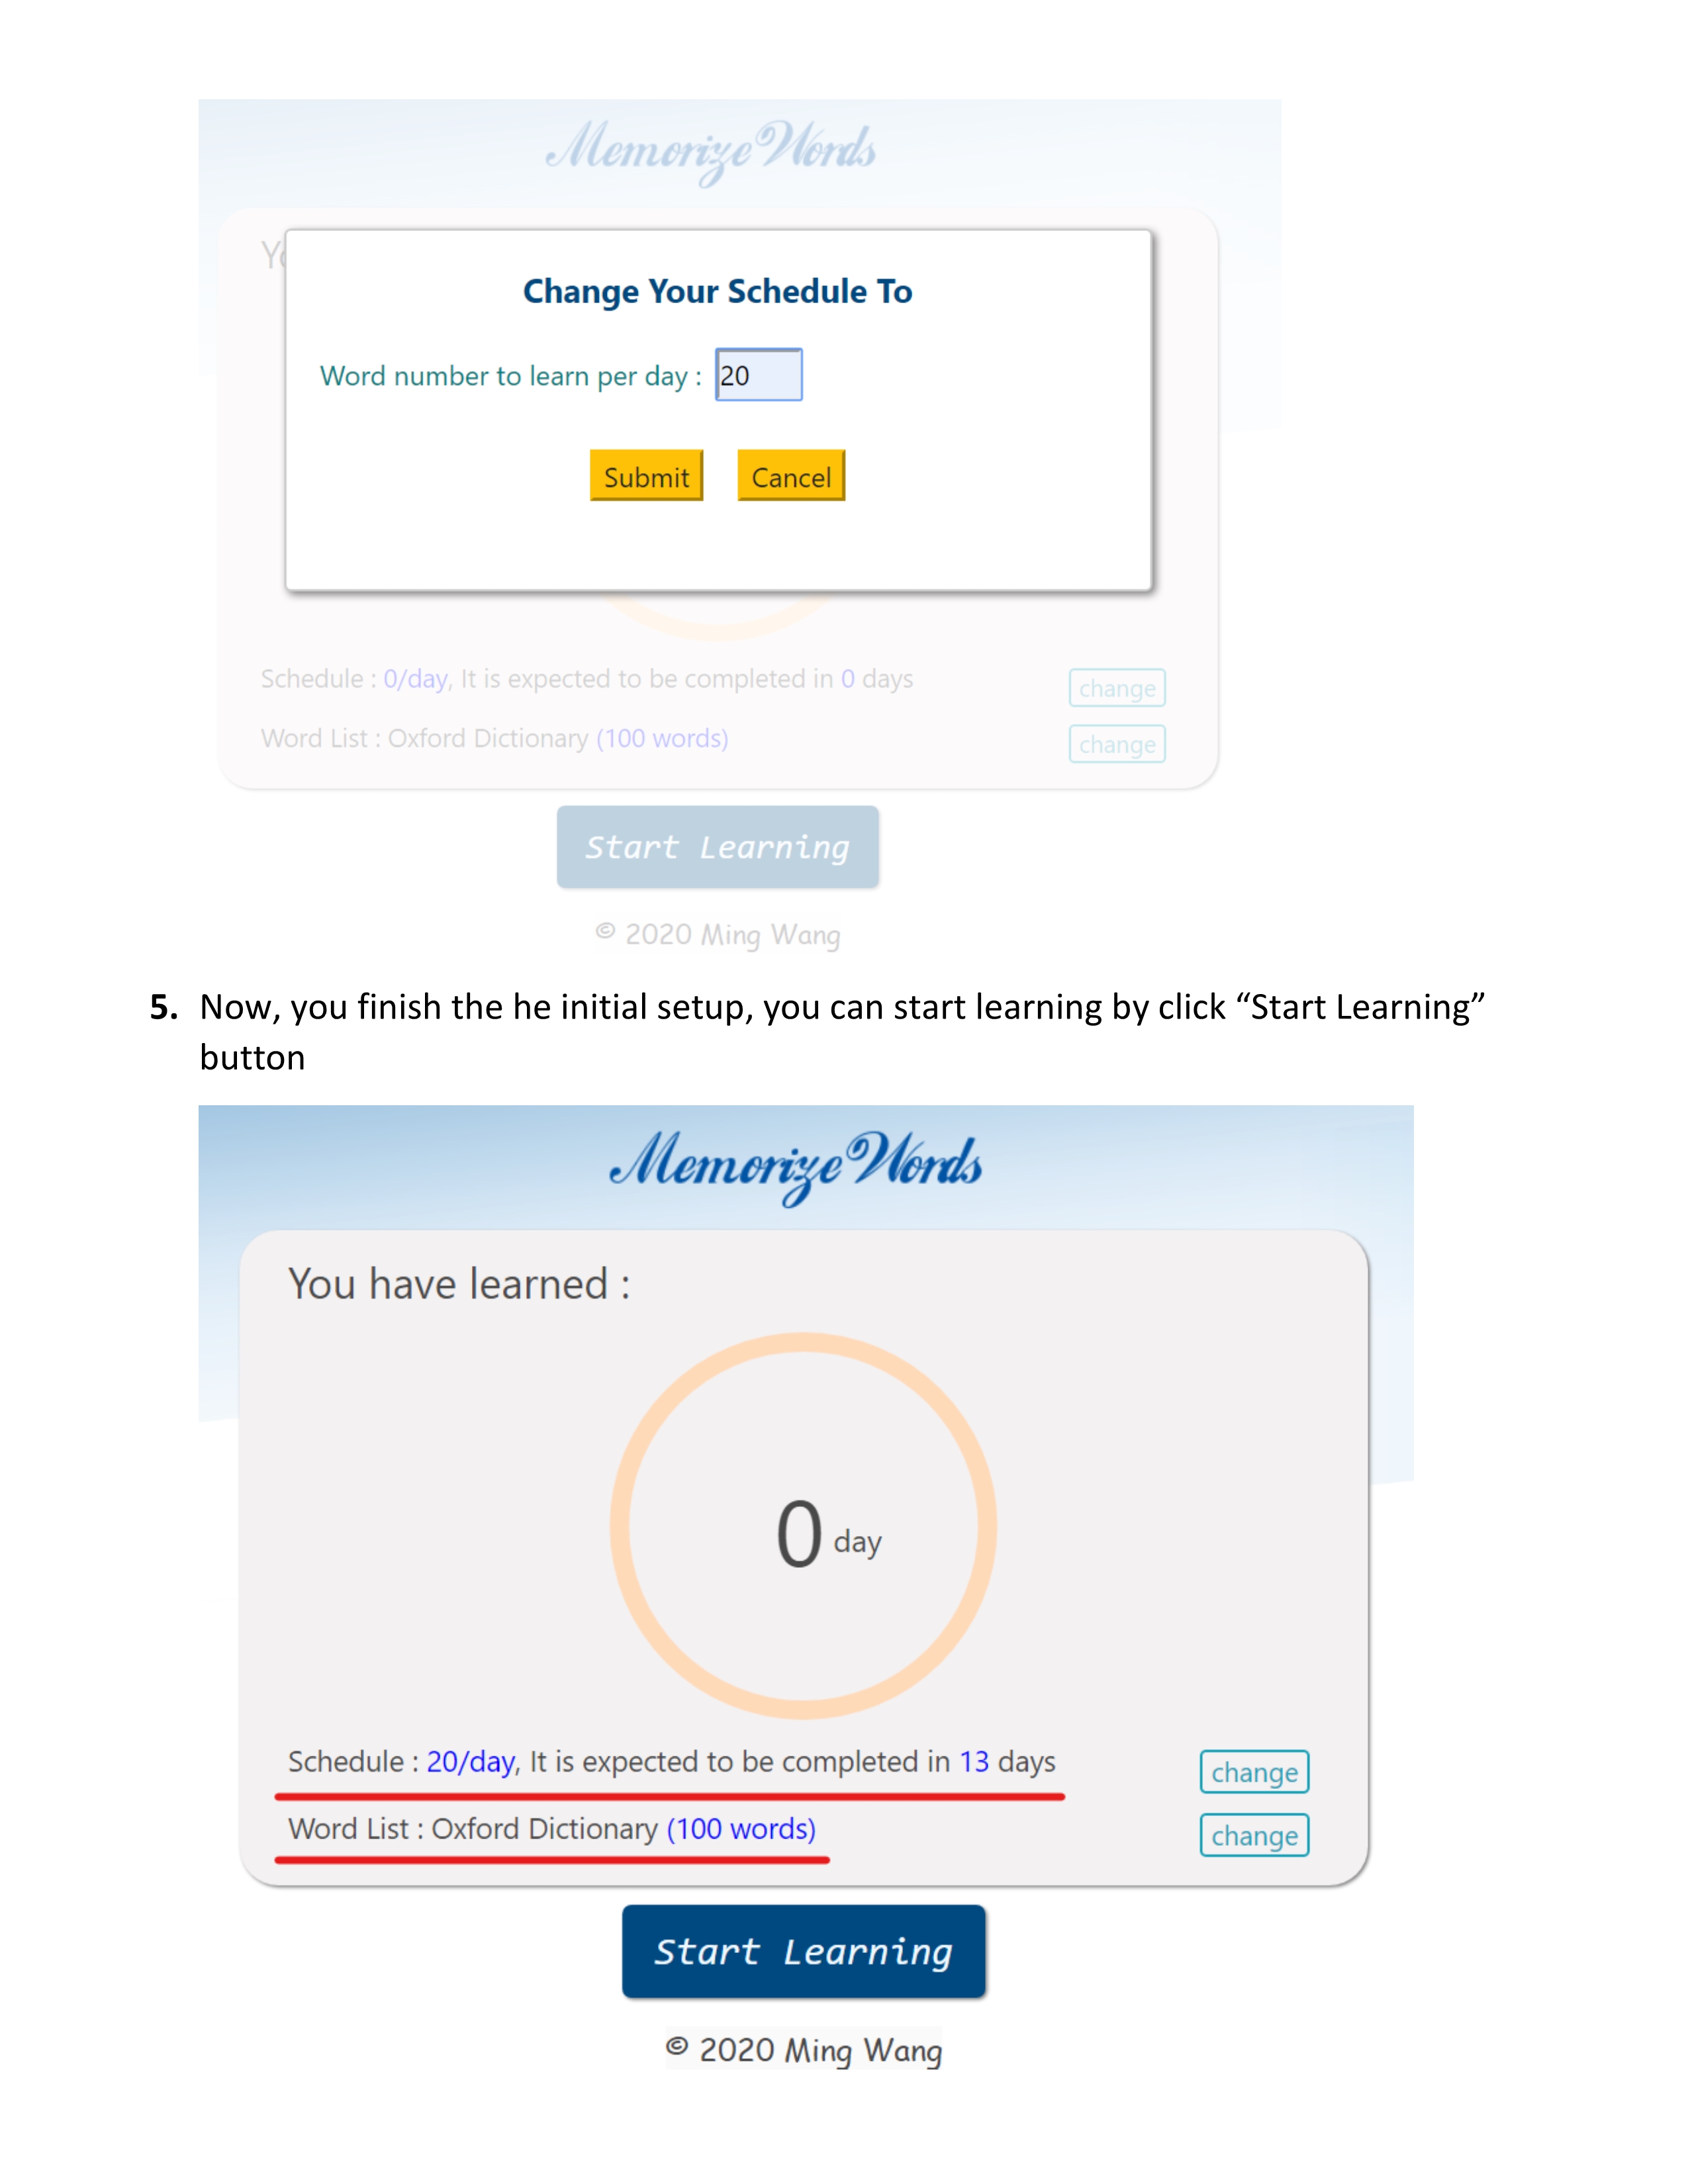 Memorize Words
Yo
Change Your Schedule To
Word number to learn per day : 20
Submit Cancel
Schedule : 0/day, It is expected to be completed in 0 days change
Word List : Oxford Dictionary (100 words) change
Start Learning
© 2020 Ming Wang
5. Now, you finish the he initial setup, you can start learning by click “Start Learning”
button
Memorize Words
You have learned :
0 day
Schedule : 20/day, It is expected to be completed in 13 days change
Word List : Oxford Dictionary (100 words) change
Start Learning
© 2020 Ming Wang